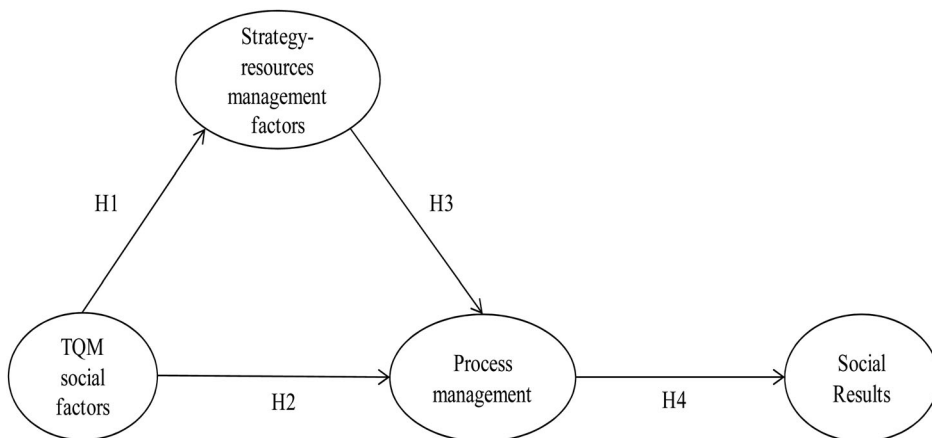 Strategy-
resources
management
factors
H1
H3
TQM
social
factors
H2
Process
management
H4
Social
Results